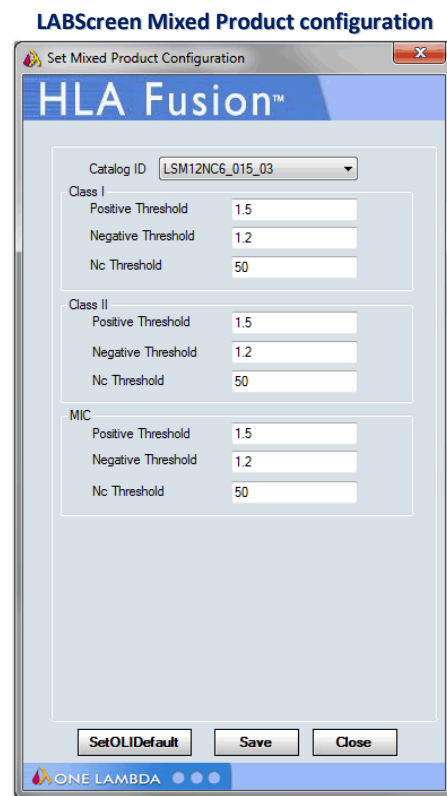 LABScreen Mixed Product configuration
Set Mixed Product Configuration
x
HLA Fusion™
Catalog ID LSM12NC6_015_03
Class I
Positive Threshold 1.5
Negative Threshold 1.2
Nc Threshold 50
Class II
Positive Threshold 1.5
Negative Threshold 1.2
Nc Threshold 50
MIC
Positive Threshold 1.5
Negative Threshold 1.2
Nc Threshold 50
SetOLIDefault Save Close
ONE LAMBDA